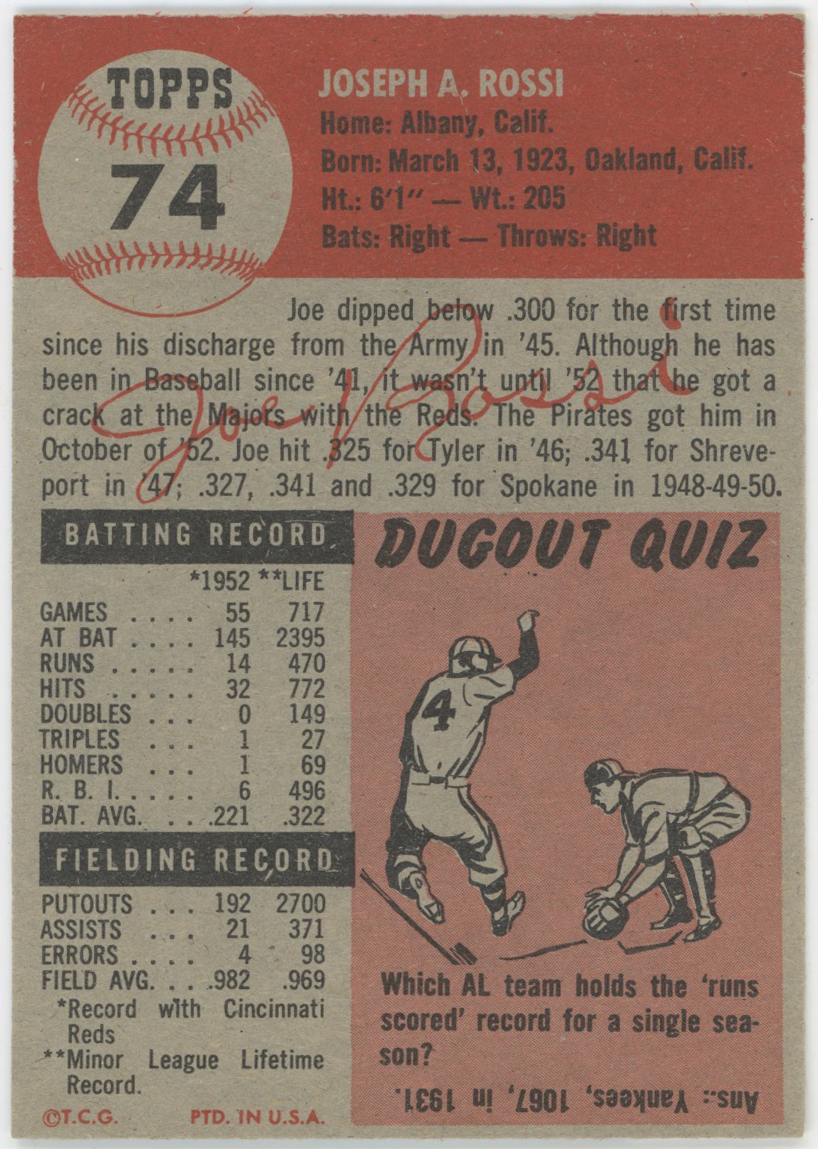 TOPPS
74
JOSEPH A. ROSSI
Home: Albany, Calif.
Born: March 13, 1923, Oakland, Calif.
Ht.: 6'1" — Wt.: 205
Bats: Right — Throws: Right
Joe dipped below .300 for the first time
since his discharge from the Army in '45. Although he has
been in Baseball since '41, it wasn't until '52 that he got a
crack at the Majors with the Reds. The Pirates got him in
October of '52. Joe hit .325 for Tyler in '46; .341 for Shreve-
port in '47; .327, .341 and .329 for Spokane in 1948-49-50.
Joe Rossi
BATTING RECORD
*1952 **LIFE
GAMES .... 55 717
AT BAT .... 145 2395
RUNS ..... 14 470
HITS ..... 32 772
DOUBLES ... 0 149
TRIPLES ... 1 27
HOMERS ... 1 69
R. B. I. .... 6 496
BAT. AVG. ... .221 .322
FIELDING RECORD
PUTOUTS ... 192 2700
ASSISTS ... 21 371
ERRORS .... 4 98
FIELD AVG. .. .982 .969
*Record with Cincinnati
Reds
**Minor League Lifetime
Record.
©T.C.G. PTD. IN U.S.A.
DUGOUT QUIZ
4
Which AL team holds the 'runs
scored' record for a single sea-
son?
Ans.: Yankees, 1067, in 1931.